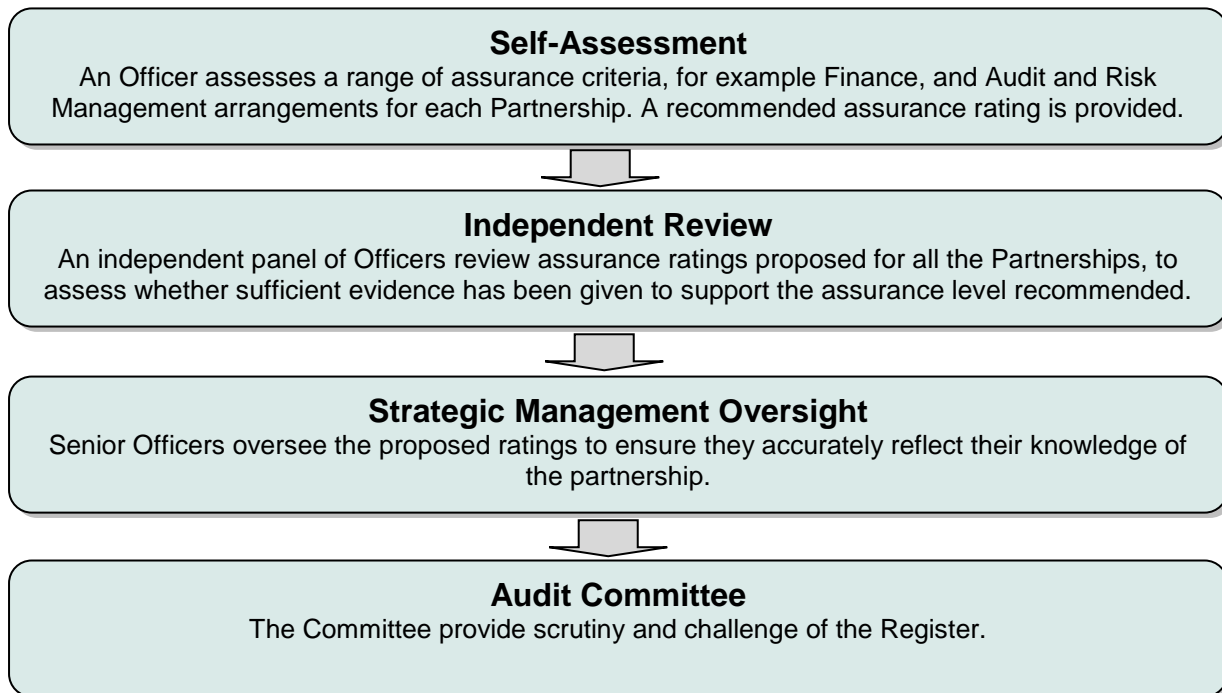 Self-Assessment
An Officer assesses a range of assurance criteria, for example Finance, and Audit and Risk
Management arrangements for each Partnership. A recommended assurance rating is provided.
Independent Review
An independent panel of Officers review assurance ratings proposed for all the Partnerships, to
assess whether sufficient evidence has been given to support the assurance level recommended.
Strategic Management Oversight
Senior Officers oversee the proposed ratings to ensure they accurately reflect their knowledge of
the partnership.
Audit Committee
The Committee provide scrutiny and challenge of the Register.